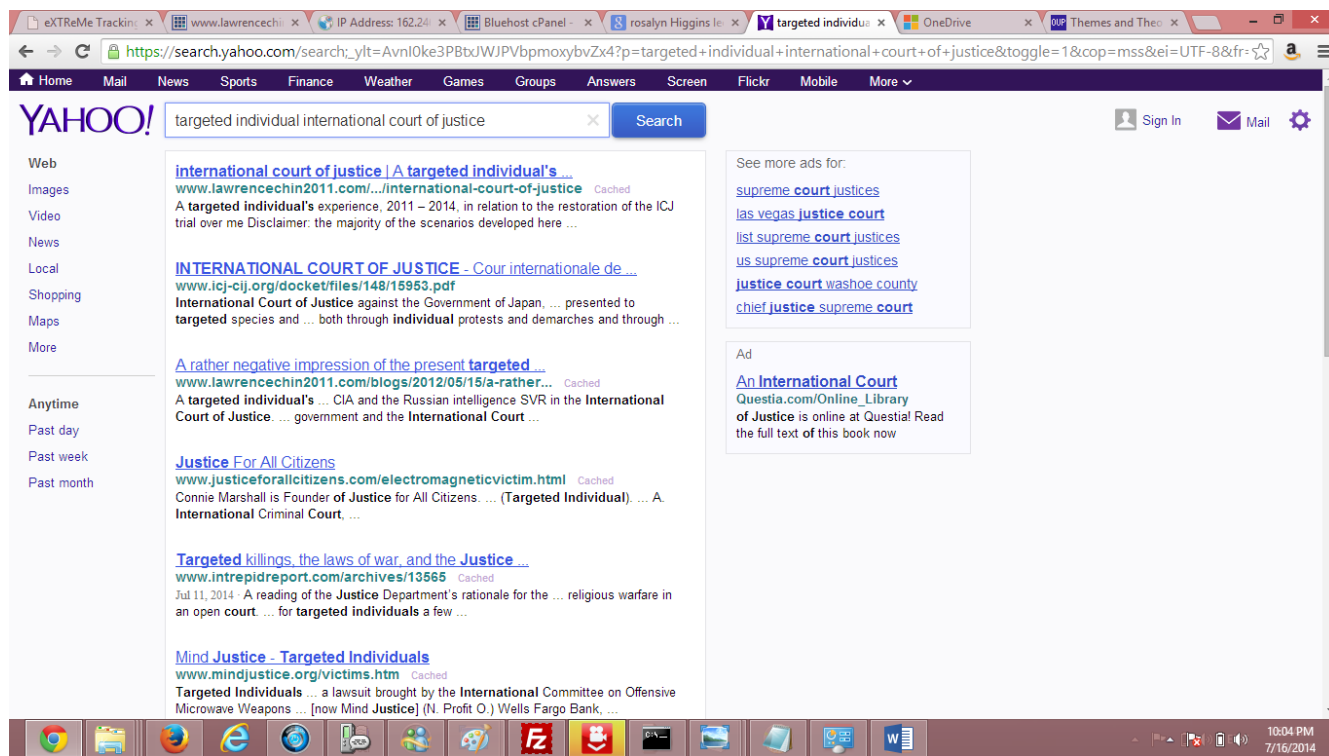 eXTReMe Tracking
www.lawrencechin
IP Address: 162.24
Bluehost cPanel -
rosalyn Higgins le
targeted individua
OneDrive
Themes and Theo
https://search.yahoo.com/search;_ylt=AvnI0ke3PBtxJWJPVbpmoxybvZx4?p=targeted+individual+international+court+of+justice&toggle=1&cop=mss&ei=UTF-8&fr=
Home Mail News Sports Finance Weather Games Groups Answers Screen Flickr Mobile More
YAHOO!
targeted individual international court of justice
Search
Sign In
Mail
Web
Images
Video
News
Local
Shopping
Maps
More
Anytime
Past day
Past week
Past month
international court of justice | A targeted individual's ...
www.lawrencechin2011.com/.../international-court-of-justice Cached
A targeted individual's experience, 2011 – 2014, in relation to the restoration of the ICJ
trial over me Disclaimer: the majority of the scenarios developed here ...
INTERNATIONAL COURT OF JUSTICE - Cour internationale de ...
www.icj-cij.org/docket/files/148/15953.pdf
International Court of Justice against the Government of Japan, ... presented to
targeted species and ... both through individual protests and demarches and through ...
A rather negative impression of the present targeted ...
www.lawrencechin2011.com/blogs/2012/05/15/a-rather... Cached
A targeted individual's ... CIA and the Russian intelligence SVR in the International
Court of Justice. ... government and the International Court ...
Justice For All Citizens
www.justiceforallcitizens.com/electromagneticvictim.html Cached
Connie Marshall is Founder of Justice for All Citizens. ... (Targeted Individual). ... A.
International Criminal Court, ...
Targeted killings, the laws of war, and the Justice ...
www.intrepidreport.com/archives/13565 Cached
Jul 11, 2014 · A reading of the Justice Department's rationale for the ... religious warfare in
an open court. ... for targeted individuals a few ...
Mind Justice - Targeted Individuals
www.mindjustice.org/victims.htm Cached
Targeted Individuals ... a lawsuit brought by the International Committee on Offensive
Microwave Weapons ... [now Mind Justice] (N. Profit O.) Wells Fargo Bank, ...
See more ads for:
supreme court justices
las vegas justice court
list supreme court justices
us supreme court justices
justice court washoe county
chief justice supreme court
Ad
An International Court
Questia.com/Online_Library
of Justice is online at Questia! Read
the full text of this book now
10:04 PM
7/16/2014